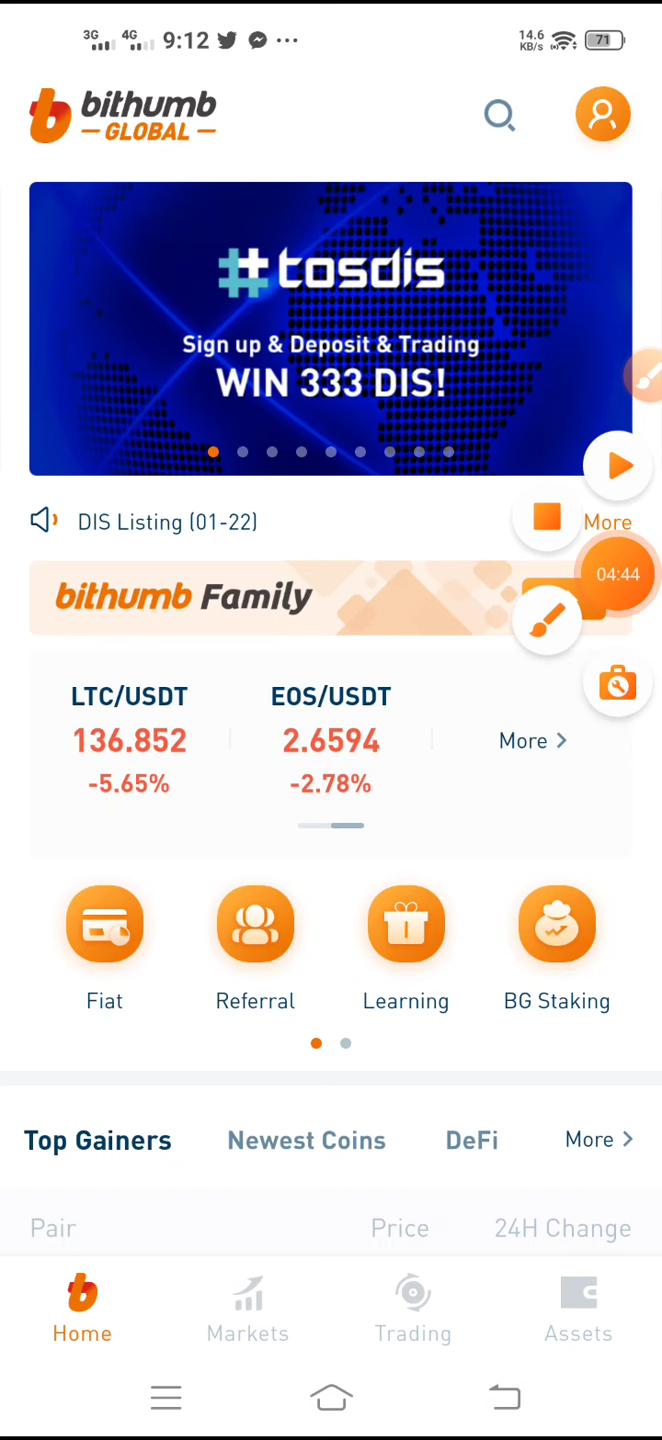 3G 4G 9:12 ... 14.6 KB/s 71
bithumb
GLOBAL
tosdis
Sign up & Deposit & Trading
WIN 333 DIS!
DIS Listing (01-22) More
bithumb Family
04:44
LTC/USDT EOS/USDT
136.852 2.6594 More >
-5.65% -2.78%
Fiat Referral Learning BG Staking
Top Gainers Newest Coins DeFi More >
Pair Price 24H Change
Home Markets Trading Assets